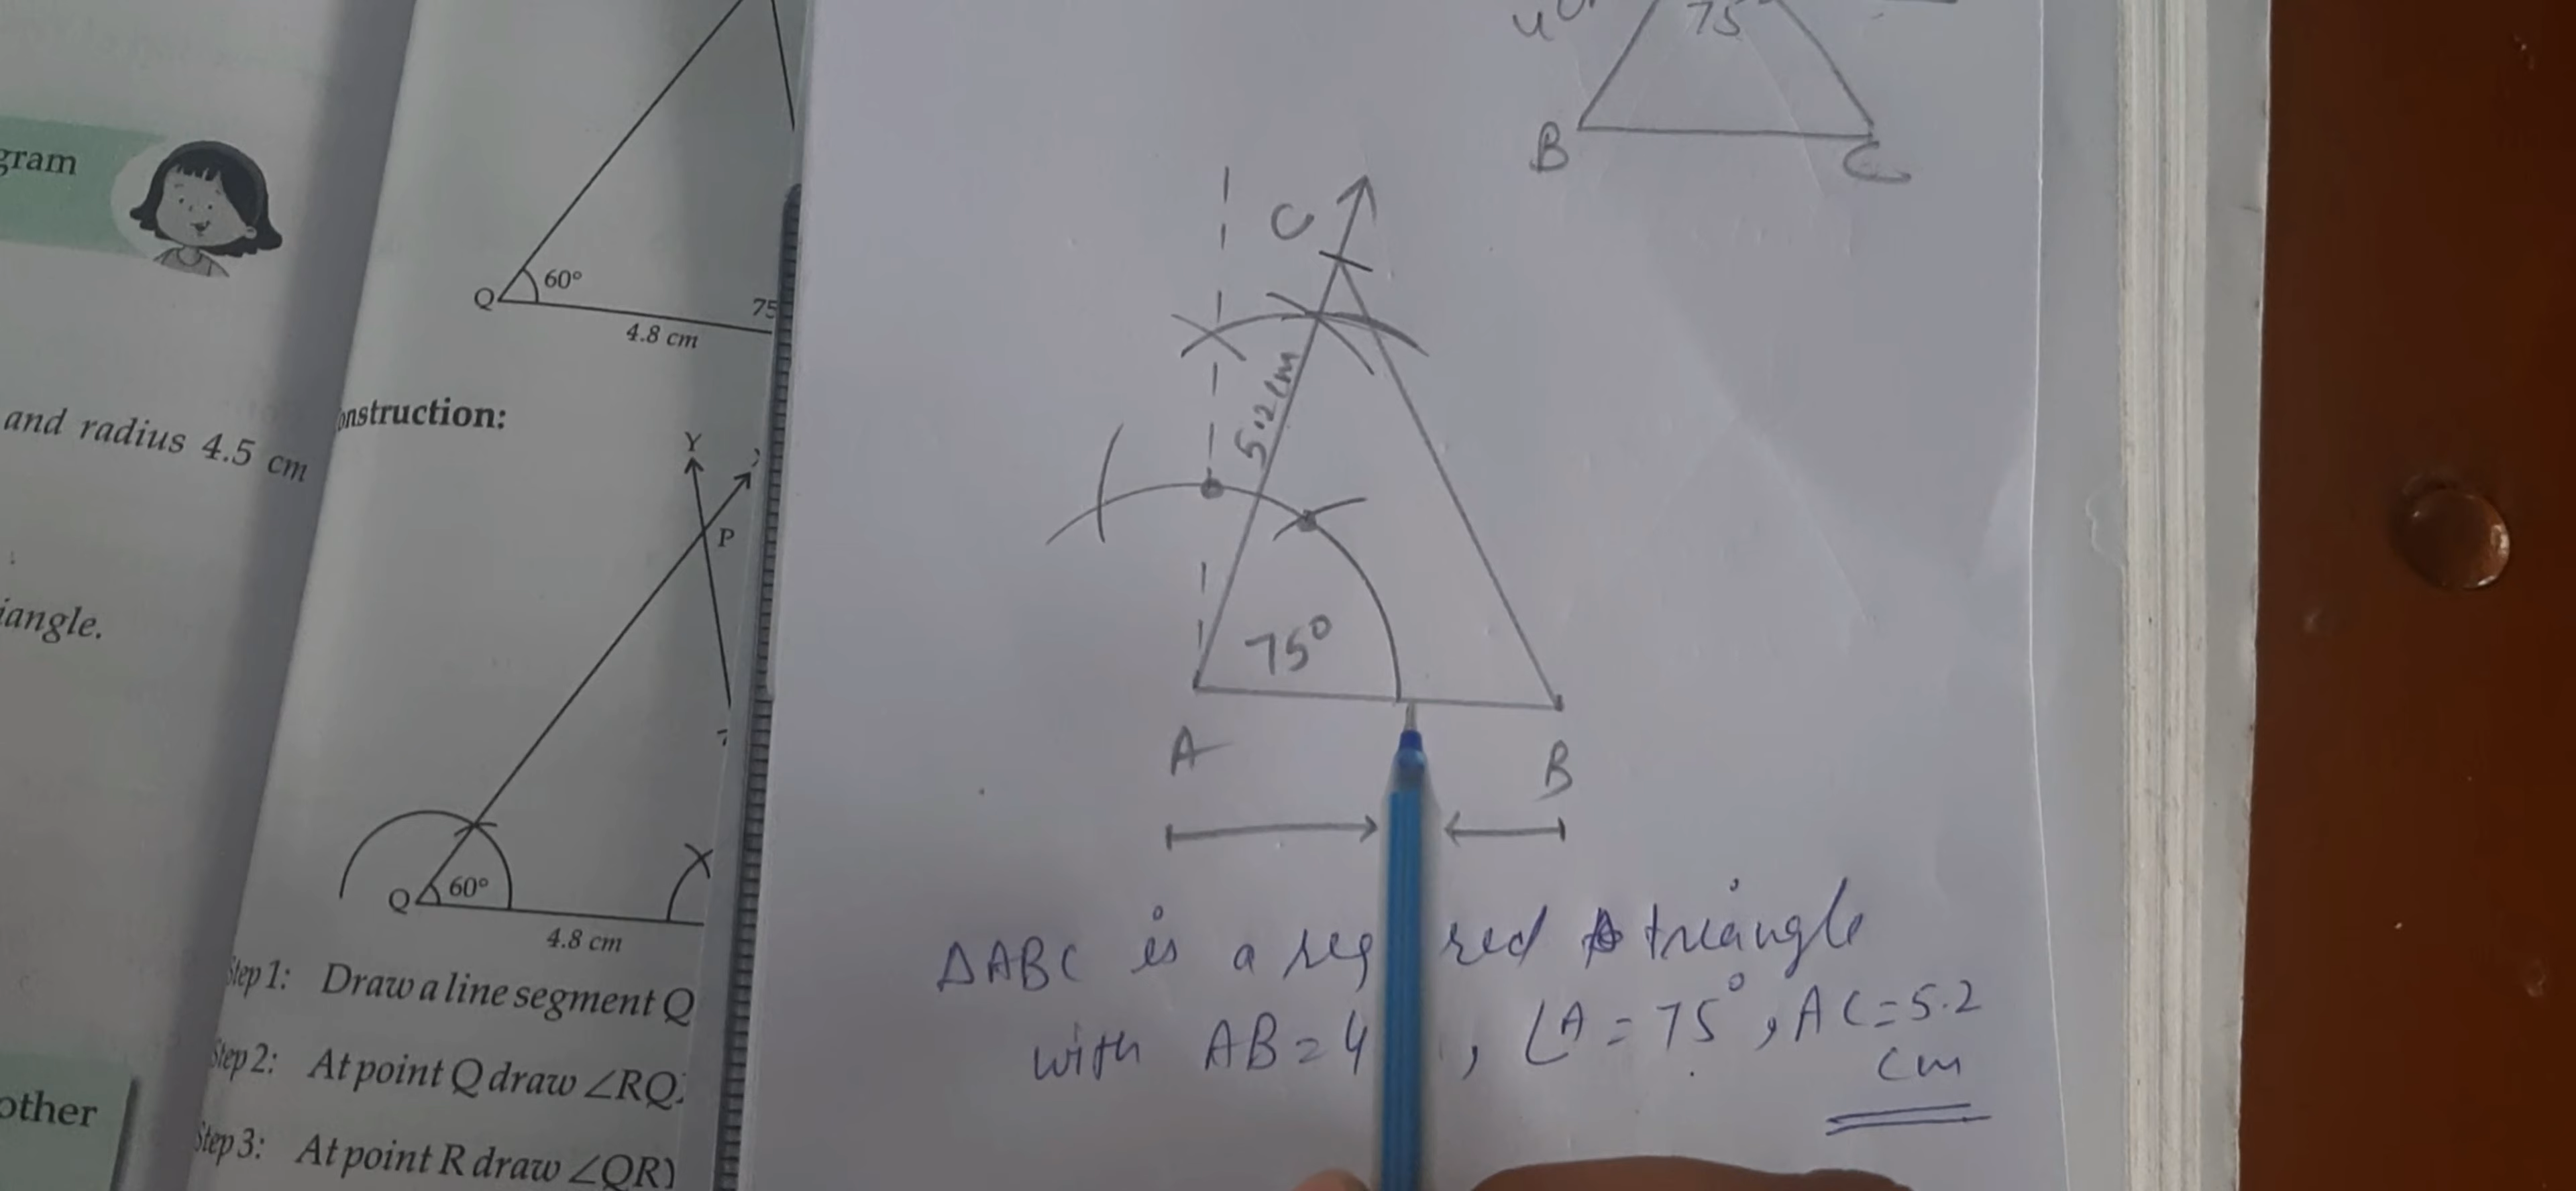 gram
and radius 4.5 cm
iangle.
other
Q
60°
4.8 cm
75
onstruction:
Y
P
Q
60°
4.8 cm
Step 1: Draw a line segment Q
Step 2: At point Q draw ∠RQ
Step 3: At point R draw ∠QR
75
B
C
C
5.2 cm
75°
A
B
ΔABC is a req red triangle
with AB = 4 , ∠A = 75°, AC = 5.2
cm